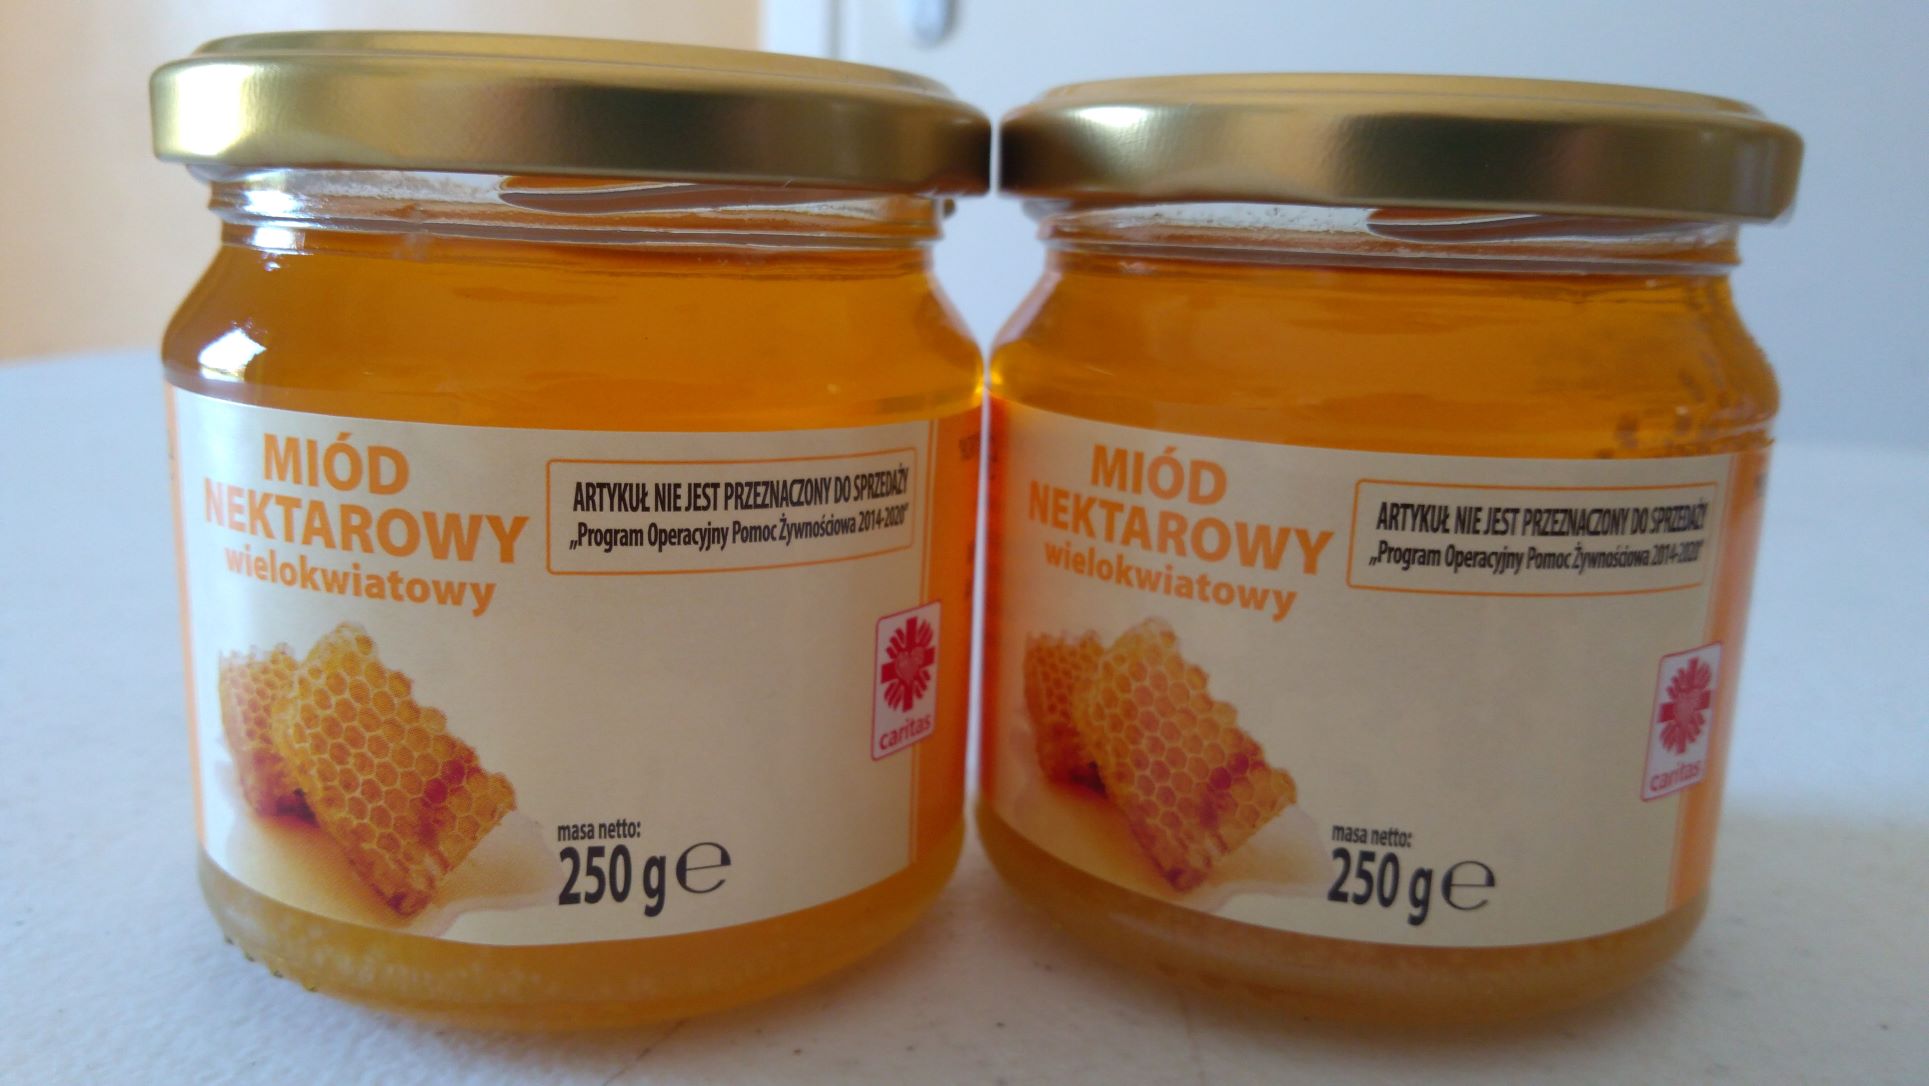 MIÓD
NEKTAROWY
wielokwiatowy
ARTYKUŁ NIE JEST PRZEZNACZONY DO SPRZEDAŻY
„Program Operacyjny Pomoc Żywnościowa 2014-2020"
caritas
masa netto:
250 g ℮
MIÓD
NEKTAROWY
wielokwiatowy
ARTYKUŁ NIE JEST PRZEZNACZONY DO SPRZEDAŻY
„Program Operacyjny Pomoc Żywnościowa 2014-2020"
caritas
masa netto:
250 g ℮